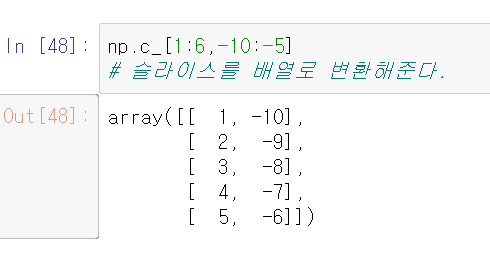 In [48]: np.c_[1:6,-10:-5]
# 슬라이스를 배열로 변환해준다.
Out[48]: array([[  1, -10],
[  2,  -9],
[  3,  -8],
[  4,  -7],
[  5,  -6]])